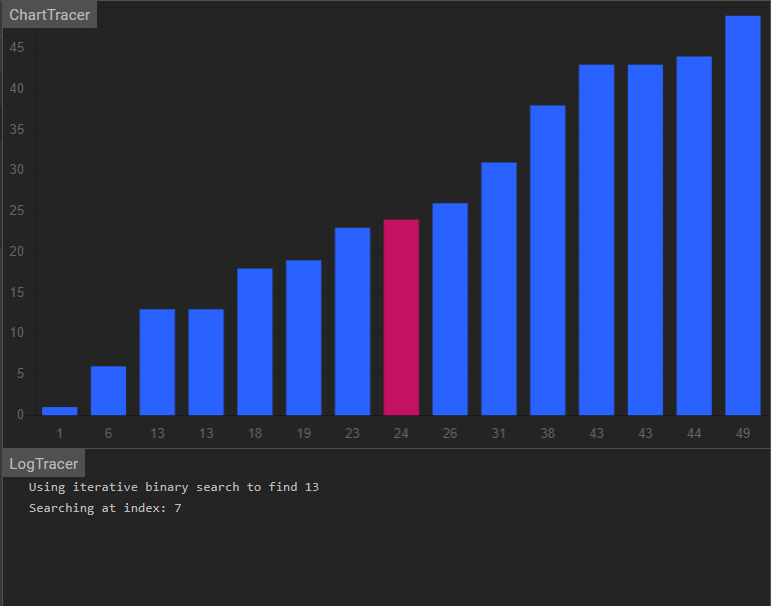 ChartTracer
45
40
35
30
25
20
15
10
5
0
1 6 13 13 18 19 23 24 26 31 38 43 43 44 49
LogTracer
Using iterative binary search to find 13
Searching at index: 7